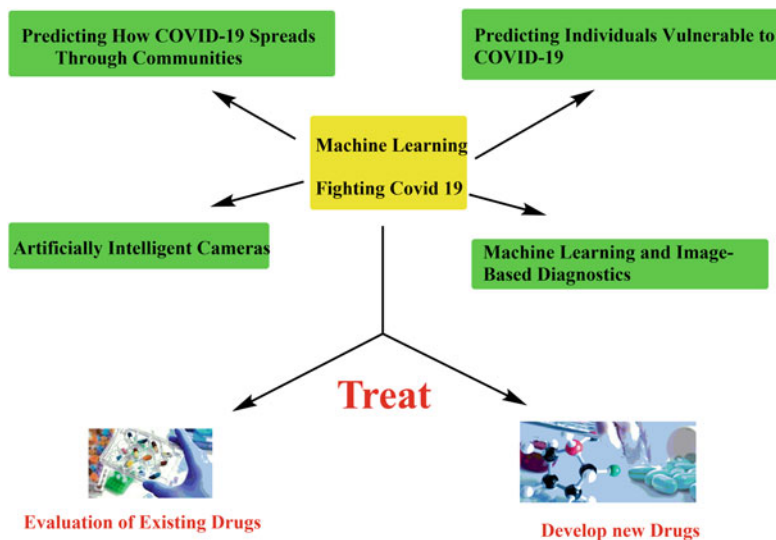 Predicting How COVID-19 Spreads
Through Communities
Predicting Individuals Vulnerable to
COVID-19
Machine Learning
Fighting Covid 19
Artificially Intelligent Cameras
Machine Learning and Image-
Based Diagnostics
Treat
Evaluation of Existing Drugs
Develop new Drugs